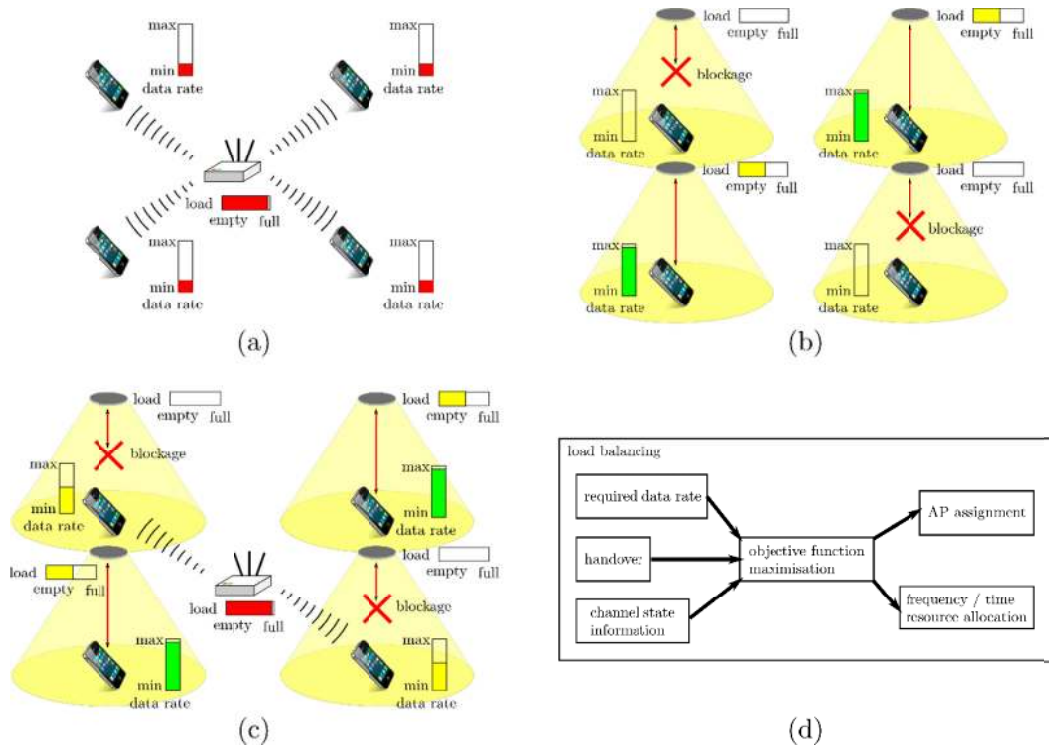 max
min
data rate
max
min
data rate
load
empty full
max
min
data rate
max
min
data rate
(a)
load
empty full
blockage
max
min
data rate
load
empty full
max
min
data rate
load
empty full
max
min
data rate
load
empty full
blockage
max
min
data rate
(b)
load
empty full
blockage
max
min
data rate
load
empty full
max
min
data rate
load
empty full
max
min
data rate
load
empty full
load
empty full
blockage
max
min
data rate
(c)
load balancing
required data rate
handover
channel state
information
objective function
maximisation
AP assignment
frequency / time
resource allocation
(d)